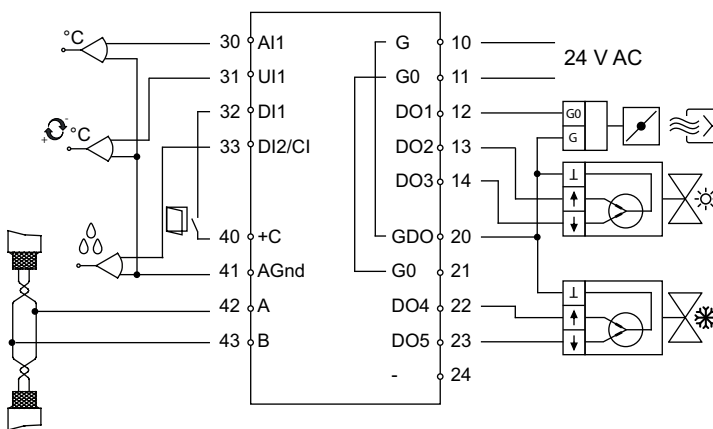 °C
30 AI1
G 10
24 V AC
31 UI1
G0 11
32 DI1
DO1 12
G0
G
- °C
+
33 DI2/CI
DO2 13
⊥
↑
↓
DO3 14
40 +C
GDO 20
41 AGnd
G0 21
⊥
↑
↓
42 A
DO4 22
43 B
DO5 23
- 24